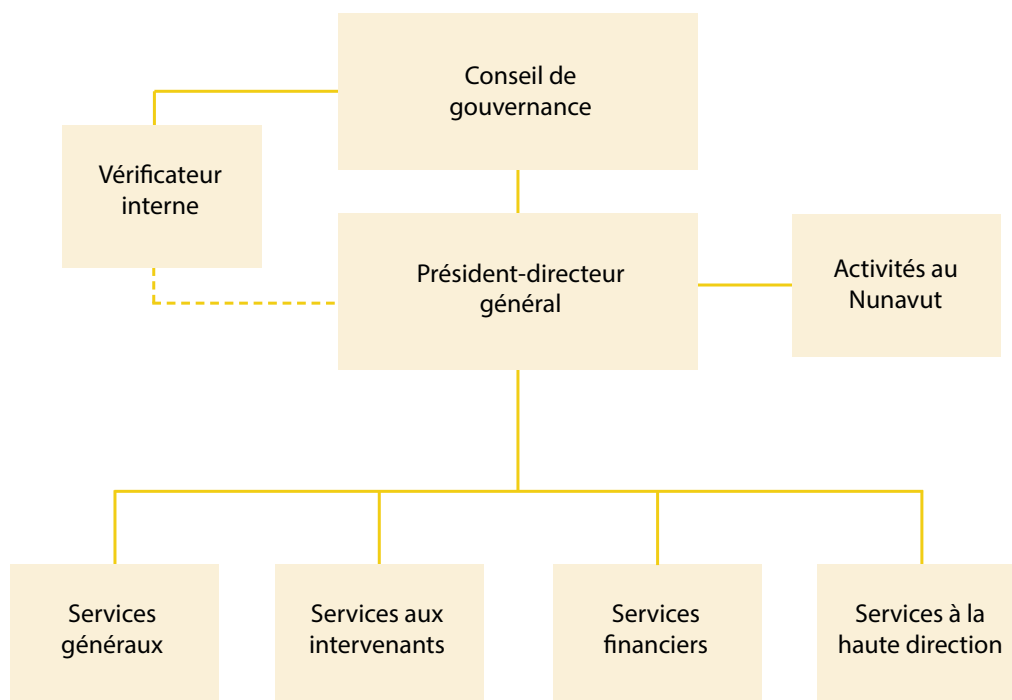 Conseil de
gouvernance
Vérificateur
interne
Président-directeur
général
Activités au
Nunavut
Services
généraux
Services aux
intervenants
Services
financiers
Services à la
haute direction